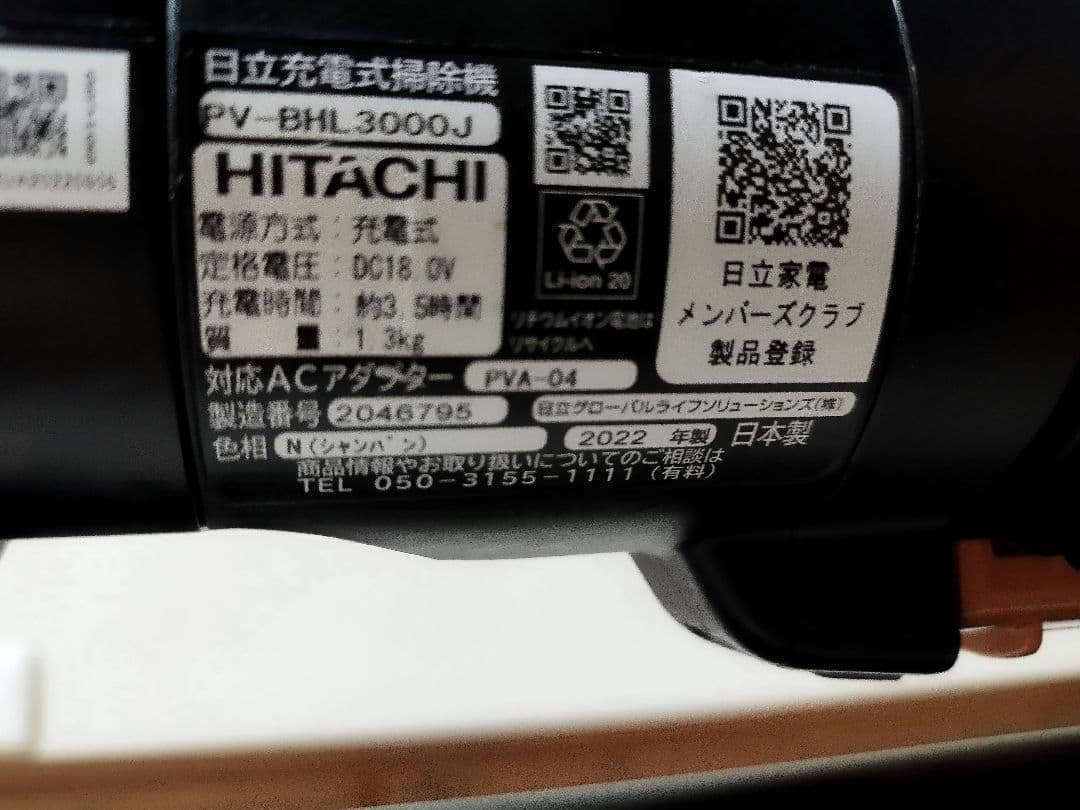 日立充電式掃除機
PV-BHL3000J
HITACHI
電源方式：充電式
定格電圧：DC18.0V
充電時間：約3.5時間
質　量：1.3kg
Li-ion 20
リチウムイオン電池は
リサイクルへ
日立家電
メンバーズクラブ
製品登録
対応ACアダプター PVA-04
製造番号 2046795 日立グローバルライフソリューションズ(株)
色相 N(シャンパン) 2022 年製 日本製
商品情報やお取り扱いについてのご相談は
TEL 050-3155-1111(有料)